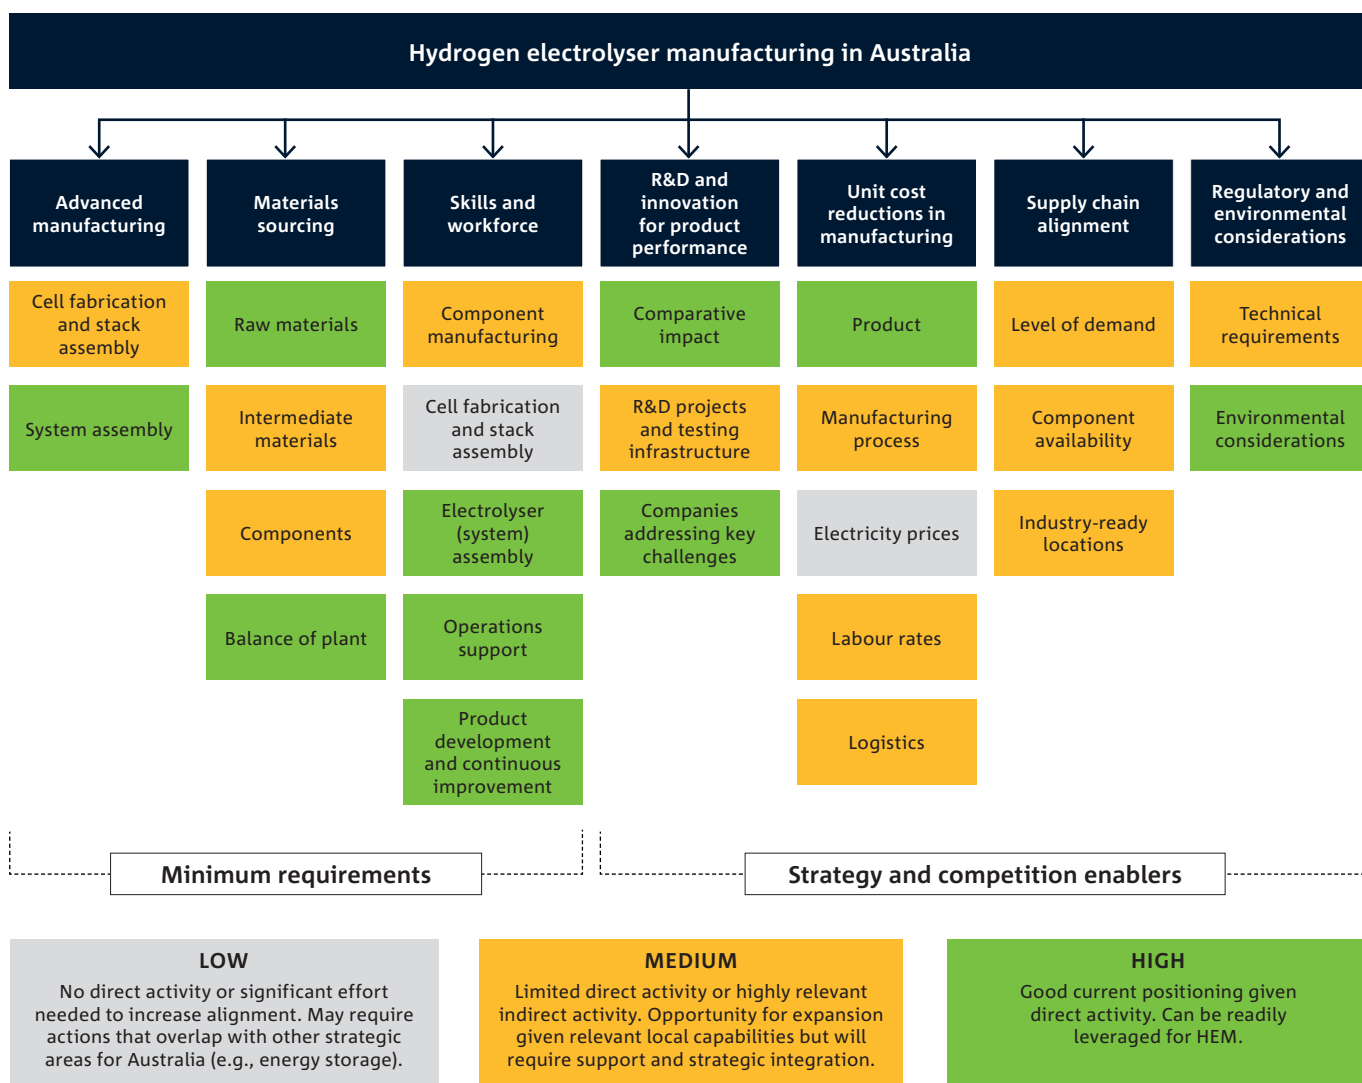 Hydrogen electrolyser manufacturing in Australia
Advanced
manufacturing
Materials
sourcing
Skills and
workforce
R&D and
innovation
for product
performance
Unit cost
reductions in
manufacturing
Supply chain
alignment
Regulatory and
environmental
considerations
Cell fabrication
and stack
assembly
System assembly
Raw materials
Intermediate
materials
Components
Balance of plant
Component
manufacturing
Cell fabrication
and stack
assembly
Electrolyser
(system)
assembly
Operations
support
Product
development
and continuous
improvement
Comparative
impact
R&D projects
and testing
infrastructure
Companies
addressing key
challenges
Product
Manufacturing
process
Electricity prices
Labour rates
Logistics
Level of demand
Component
availability
Industry-ready
locations
Technical
requirements
Environmental
considerations
Minimum requirements
Strategy and competition enablers
LOW
No direct activity or significant effort
needed to increase alignment. May require
actions that overlap with other strategic
areas for Australia (e.g., energy storage).
MEDIUM
Limited direct activity or highly relevant
indirect activity. Opportunity for expansion
given relevant local capabilities but will
require support and strategic integration.
HIGH
Good current positioning given
direct activity. Can be readily
leveraged for HEM.